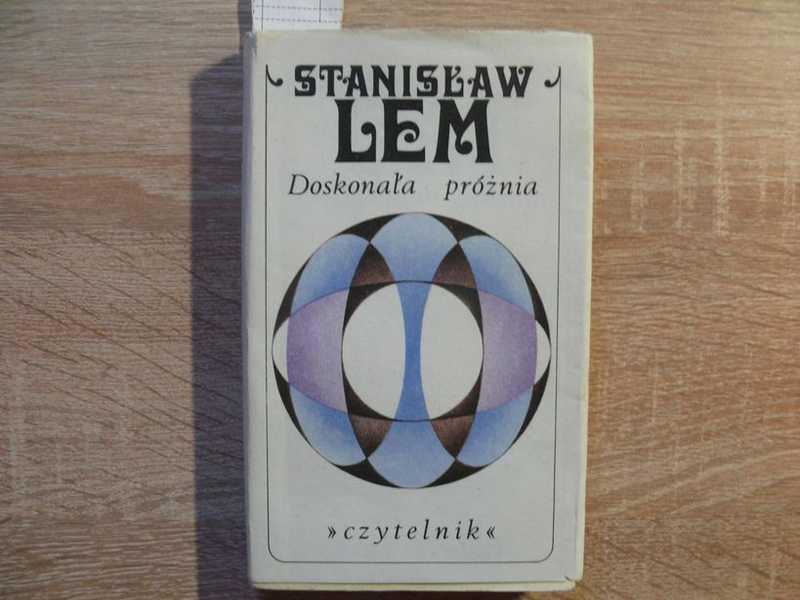 STANISŁAW
LEM
Doskonała próżnia
»czytelnik«